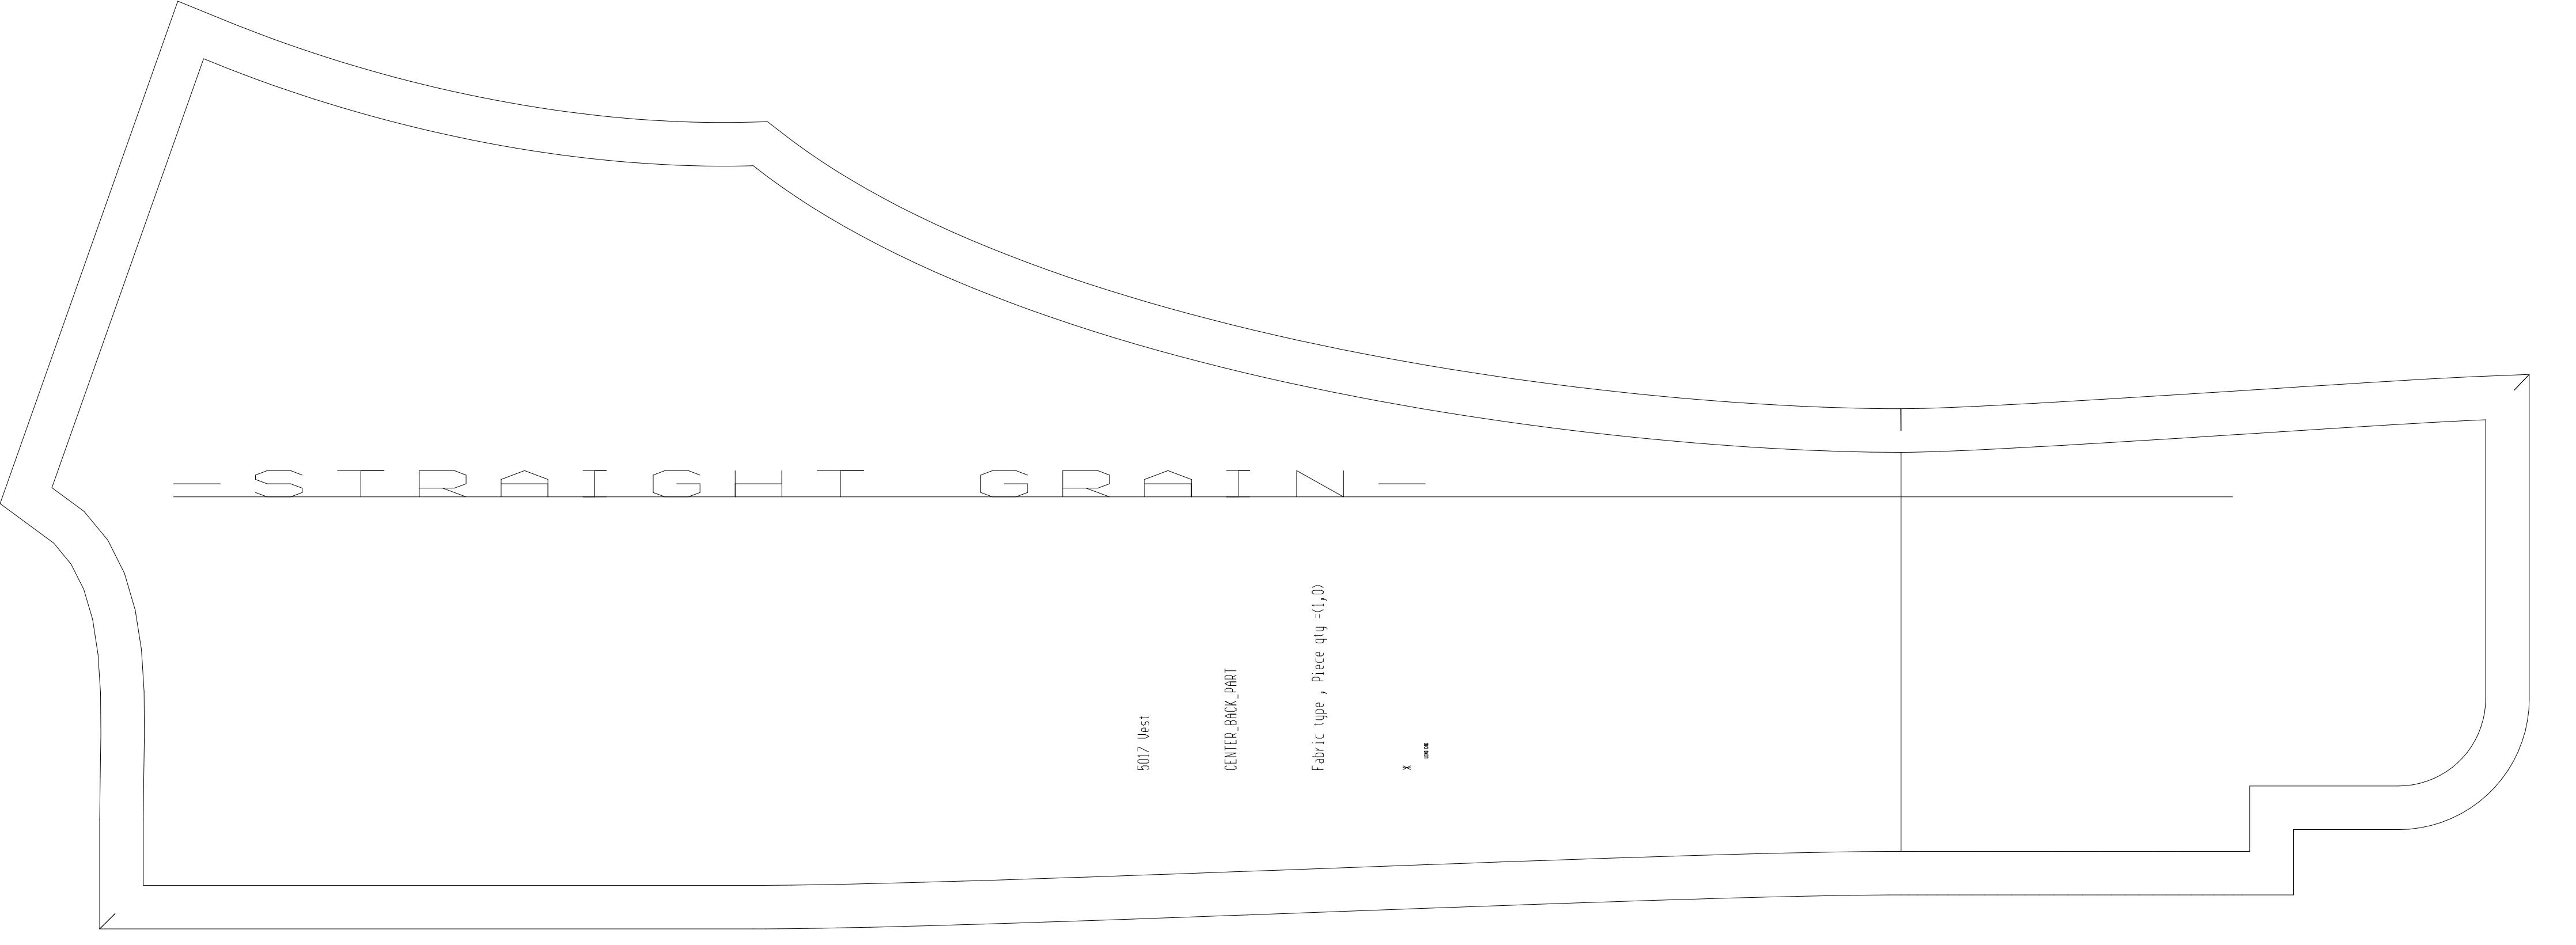 - STRAIGHT GRAIN -
5017 Vest
CENTER_BACK_PART
Fabric type , Piece qty =(1,0)
X